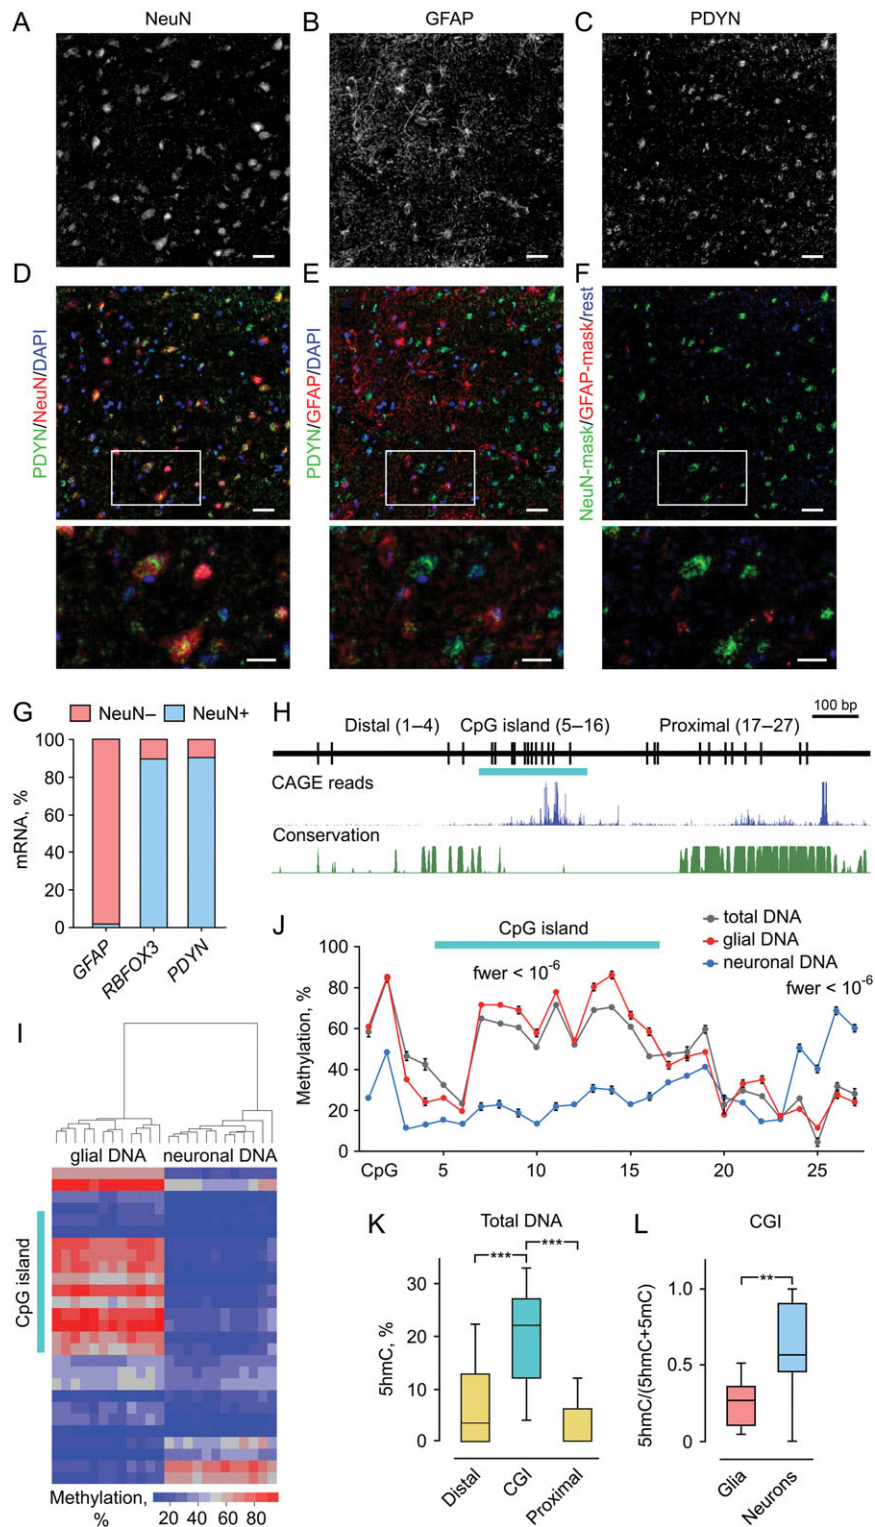 A NeuN
B GFAP
C PDYN
D PDYN/NeuN/DAPI
E PDYN/GFAP/DAPI
F NeuN-mask/GFAP-mask/rest
G
NeuN– NeuN+
mRNA, %
100
80
60
40
20
0
GFAP RBFOX3 PDYN
H
100 bp
Distal (1–4) CpG island (5–16) Proximal (17–27)
CAGE reads
Conservation
I
glial DNA neuronal DNA
CpG island
Methylation, %
20 40 60 80
J
CpG island
total DNA
glial DNA
neuronal DNA
fwer < 10-6
fwer < 10-6
Methylation, %
100
80
60
40
20
0
CpG 5 10 15 20 25
K Total DNA
*** ***
5hmC, %
30
20
10
0
Distal CGI Proximal
L CGI
**
5hmC/(5hmC+5mC)
1.0
0.5
0
Glia Neurons